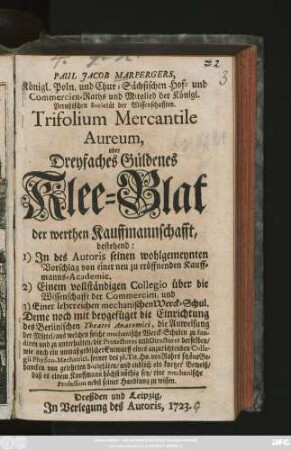 2
3
PAUL JACOB MARPERGERS,
Königl. Poln. und Chur-Sächsischen Hof- und
Commercien-Raths und Mitglied der Königl.
Preußischen Societät der Wissenschafften.
Trifolium Mercantile
Aureum,
oder
Dreyfaches Güldenes
Klee-Blat
der werthen Kauffmannschafft,
bestehend:
1) In des Autoris seinen wohlgemeynten
Vorschlag von einer neu zu eröffnenden Kauff-
manns-Academie,
2) Einem vollständigen Collegio über die
Wissenschafft der Commercien, und
3) Einer lehrreichen mechanischen Werck-Schul.
Deme noch mit beygefüget die Einrichtung
des Berlinischen Theatri Anatomici, die Anweisung
der Mittel, aus welchen solche mechanische Werck-Schulen zu fun-
diren und zu unterhalten, die Protectores und Directores derselben,
wie auch ein unmaßgeblicher Entwurff eines anzurichtenden Colle-
gii Physico-Mechanici, ferner des Hn. von Rohrs schöne Ge-
dancken von gelehrten Societäten, und endlich ein kurtzer Beweiß,
daß es einem Kauffmann höchst nöthig sey, eine mechanische
Profession nebst seiner Handlung zu wissen.
Dreßden und Leipzig,
In Verlegung des Autoris, 1723.